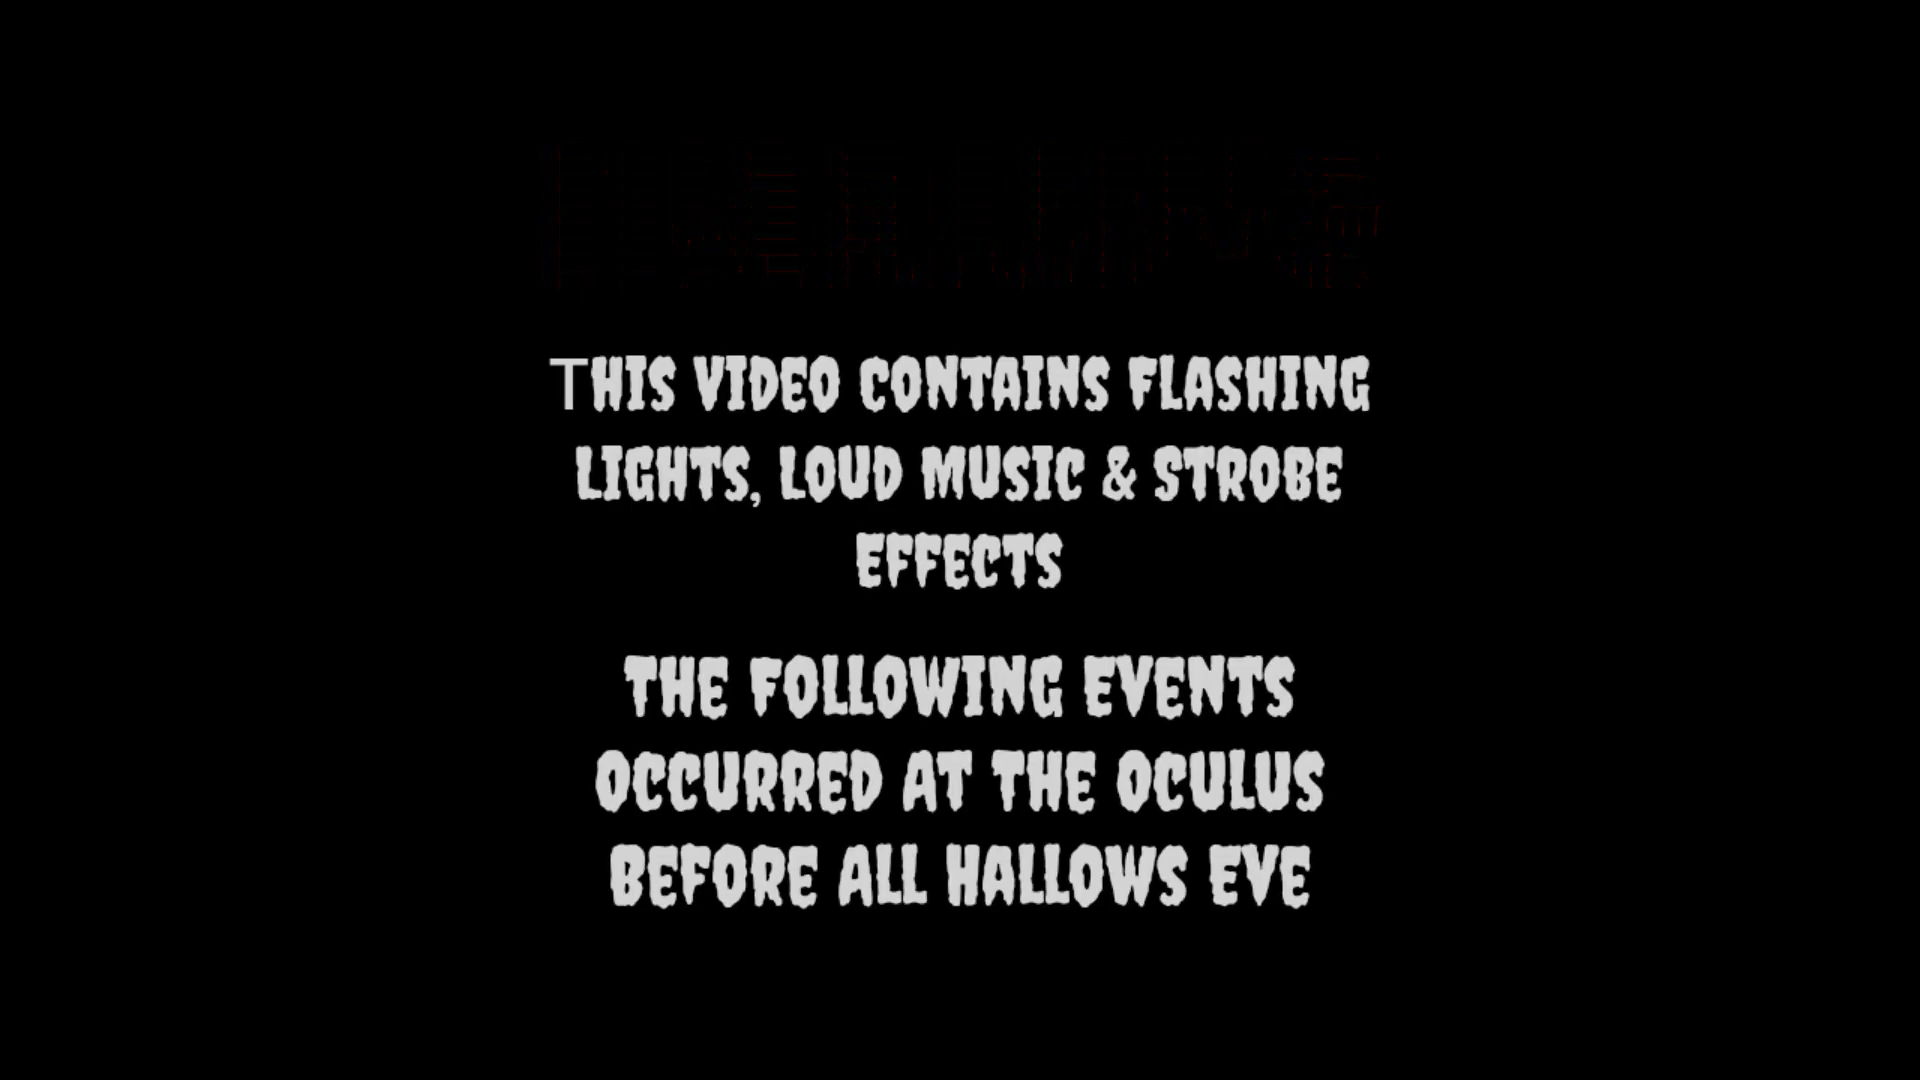 THIS VIDEO CONTAINS FLASHING
LIGHTS, LOUD MUSIC & STROBE
EFFECTS
THE FOLLOWING EVENTS
OCCURRED AT THE OCULUS
BEFORE ALL HALLOWS EVE